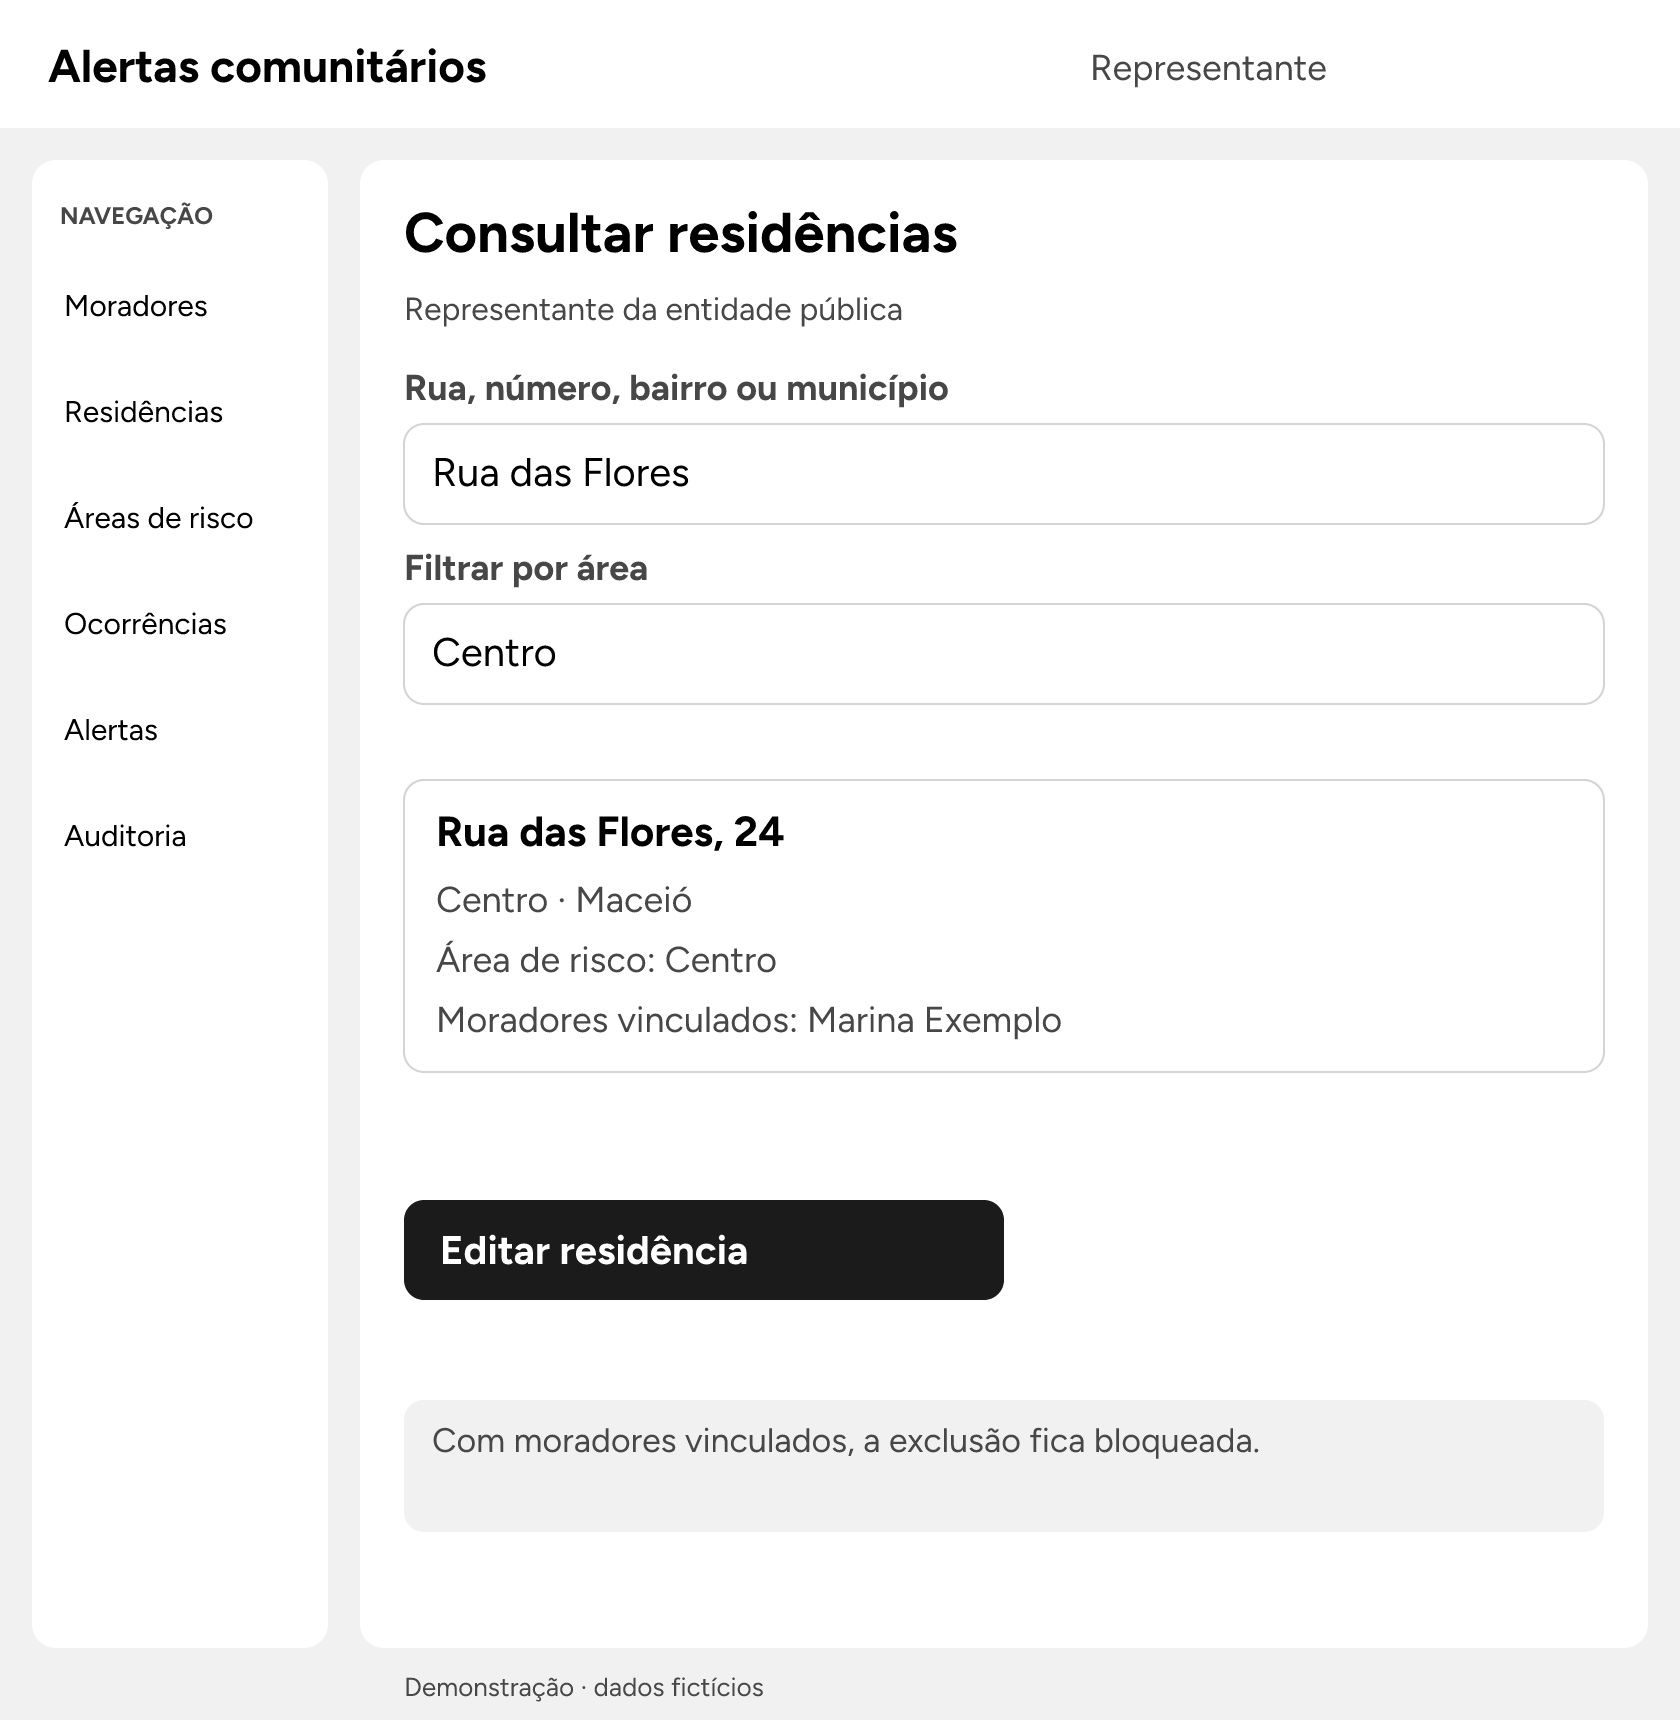 Alertas comunitários
Representante
NAVEGAÇÃO
Moradores
Residências
Áreas de risco
Ocorrências
Alertas
Auditoria
Consultar residências
Representante da entidade pública
Rua, número, bairro ou município
Rua das Flores
Filtrar por área
Centro
Rua das Flores, 24
Centro · Maceió
Área de risco: Centro
Moradores vinculados: Marina Exemplo
Editar residência
Com moradores vinculados, a exclusão fica bloqueada.
Demonstração · dados fictícios